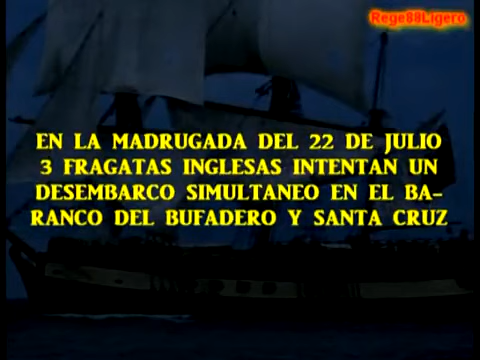 Rege88Ligero
EN LA MADRUGADA DEL 22 DE JULIO
3 FRAGATAS INGLESAS INTENTAN UN
DESEMBARCO SIMULTANEO EN EL BA-
RANCO DEL BUFADERO Y SANTA CRUZ